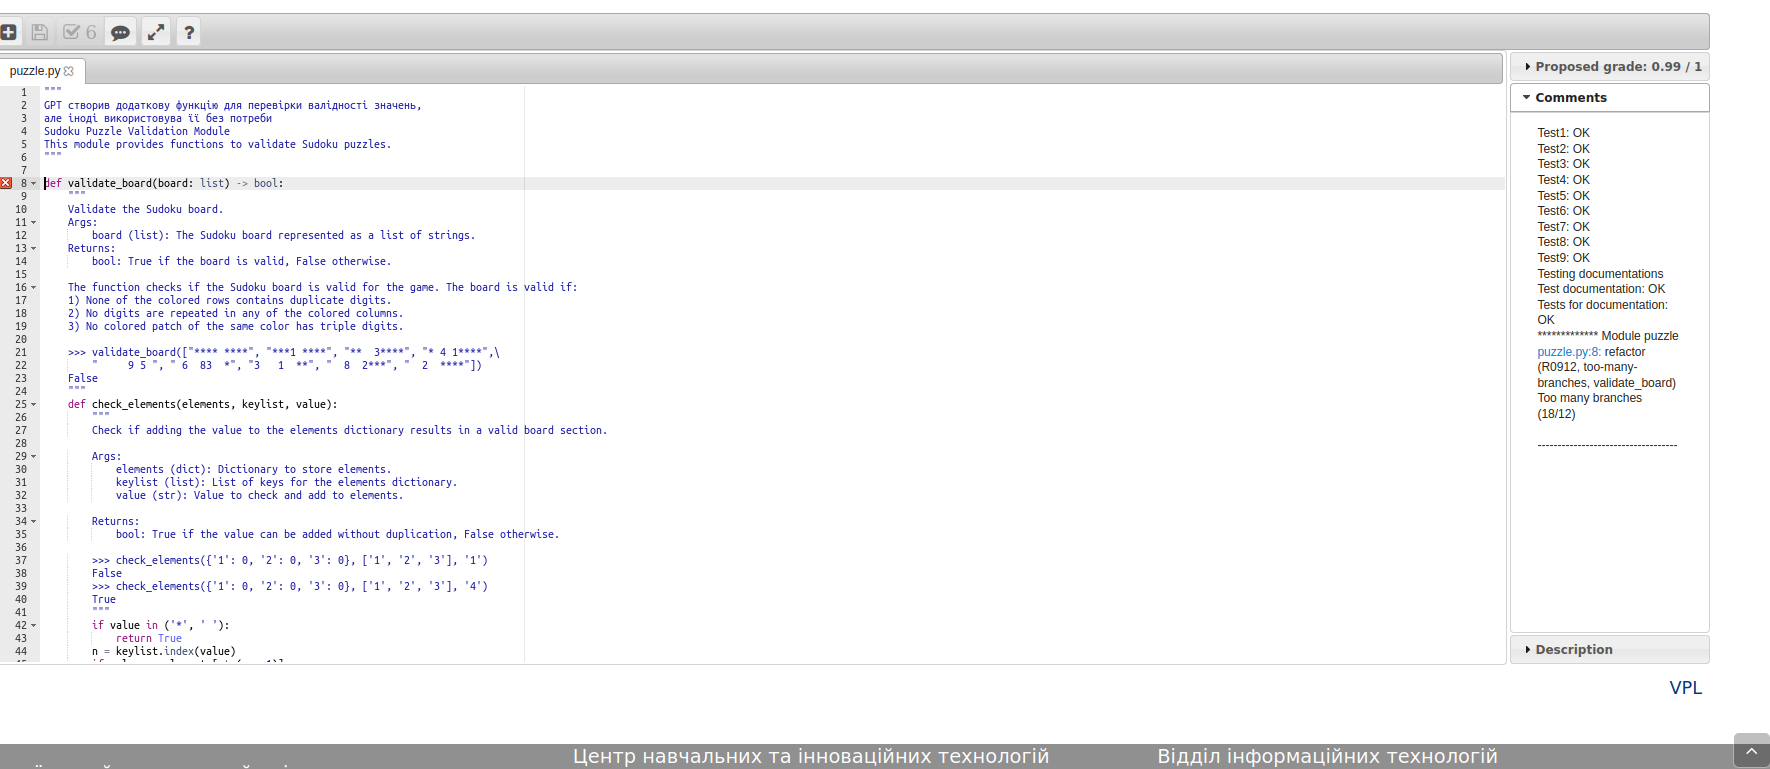 6
?
puzzle.py
Proposed grade: 0.99 / 1
Comments
1 """
2 GPT створив додаткову функцію для перевірки валідності значень,
3 але іноді використовува її без потреби
4 Sudoku Puzzle Validation Module
5 This module provides functions to validate Sudoku puzzles.
6 """
7
8 def validate_board(board: list) -> bool:
9 """
10 Validate the Sudoku board.
11 Args:
12 board (list): The Sudoku board represented as a list of strings.
13 Returns:
14 bool: True if the board is valid, False otherwise.
15
16 The function checks if the Sudoku board is valid for the game. The board is valid if:
17 1) None of the colored rows contains duplicate digits.
18 2) No digits are repeated in any of the colored columns.
19 3) No colored patch of the same color has triple digits.
20
21 >>> validate_board(["**** ****", "***1 ****", "**  3****", "* 4 1****",\
22 "     9 5 ", " 6  83  *", "3   1  **", "  8  2***", "  2  ****"])
23 False
24 """
25 def check_elements(elements, keylist, value):
26 """
27 Check if adding the value to the elements dictionary results in a valid board section.
28
29 Args:
30 elements (dict): Dictionary to store elements.
31 keylist (list): List of keys for the elements dictionary.
32 value (str): Value to check and add to elements.
33
34 Returns:
35 bool: True if the value can be added without duplication, False otherwise.
36
37 >>> check_elements({'1': 0, '2': 0, '3': 0}, ['1', '2', '3'], '1')
38 False
39 >>> check_elements({'1': 0, '2': 0, '3': 0}, ['1', '2', '3'], '4')
40 True
41 """
42 if value in ('*', ' '):
43 return True
44 n = keylist.index(value)
Test1: OK
Test2: OK
Test3: OK
Test4: OK
Test5: OK
Test6: OK
Test7: OK
Test8: OK
Test9: OK
Testing documentations
Test documentation: OK
Tests for documentation:
OK
************* Module puzzle
puzzle.py:8: refactor
(R0912, too-many-
branches, validate_board)
Too many branches
(18/12)
-----------------------------------
Description
VPL
Центр навчальних та інноваційних технологій
Відділ інформаційних технологій